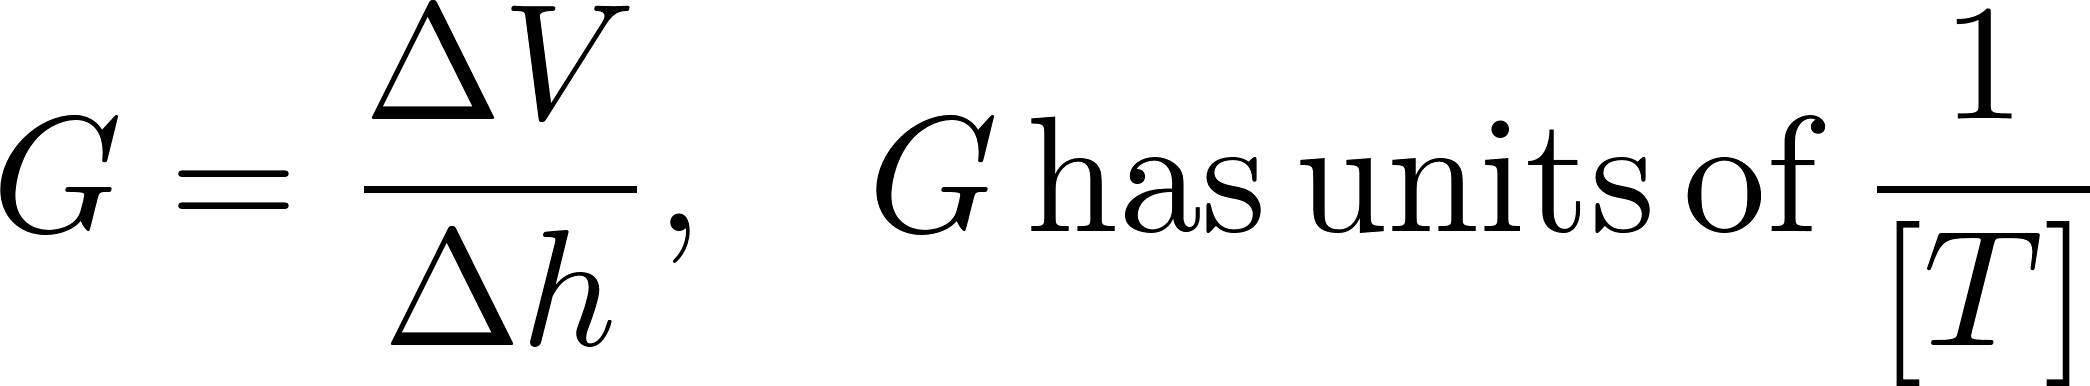 G = ΔV/Δh, G has units of 1/[T]